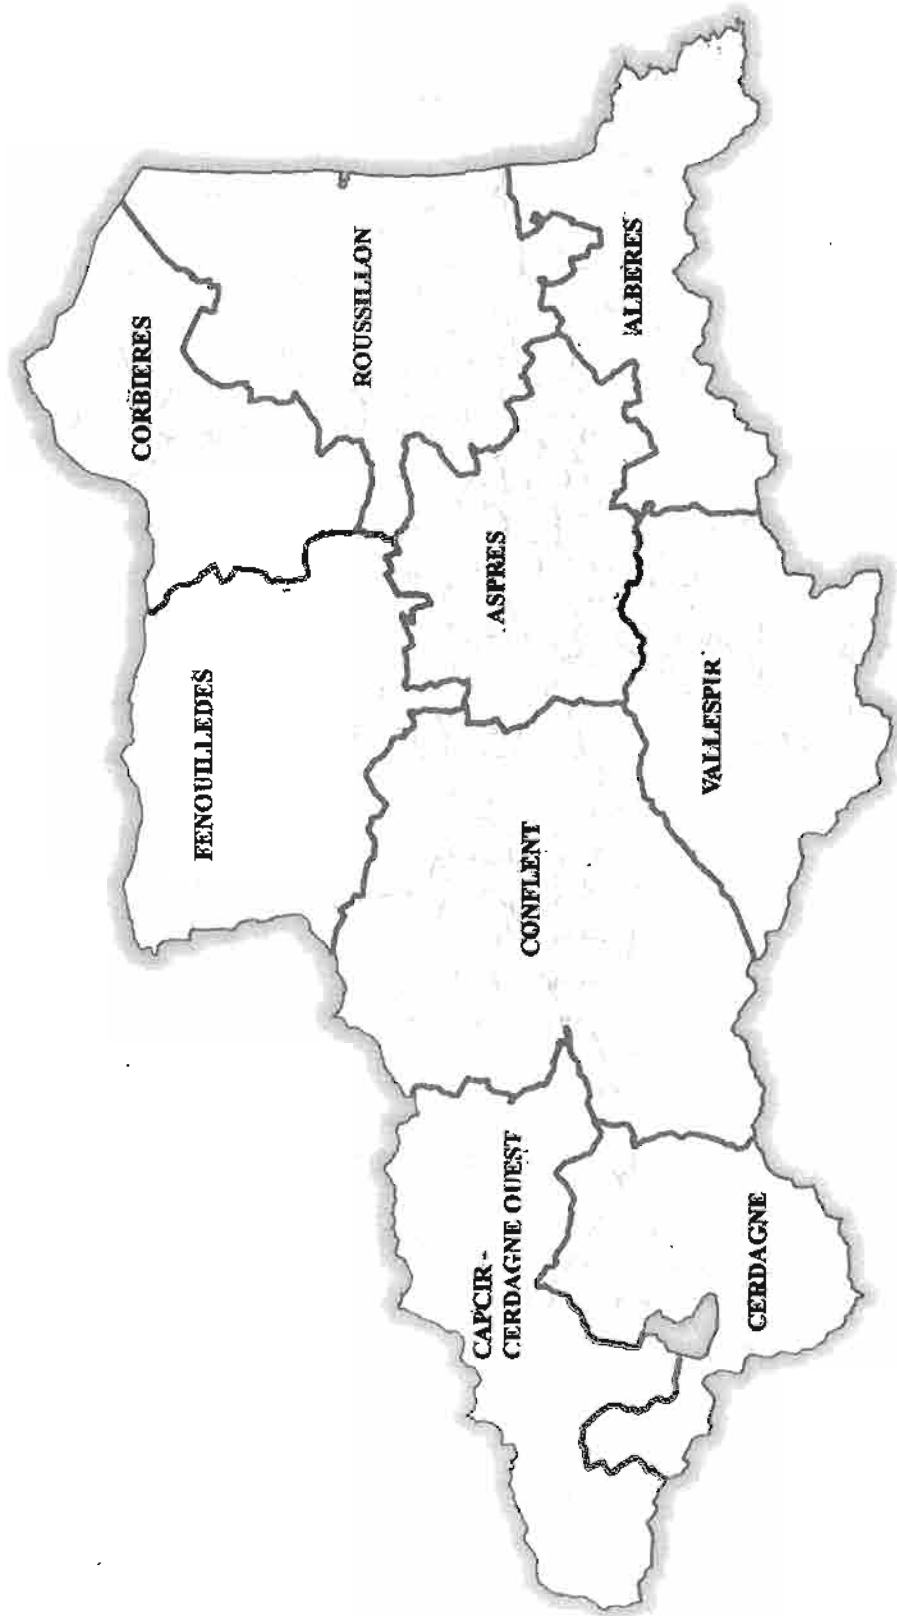 CORBIERES
FENOUILLEDES
ROUSSILLON
CAPCIR -
CERDAGNE OUEST
ASPRES
CONFLENT
ALBERES
VALLESPIR
CERDAGNE